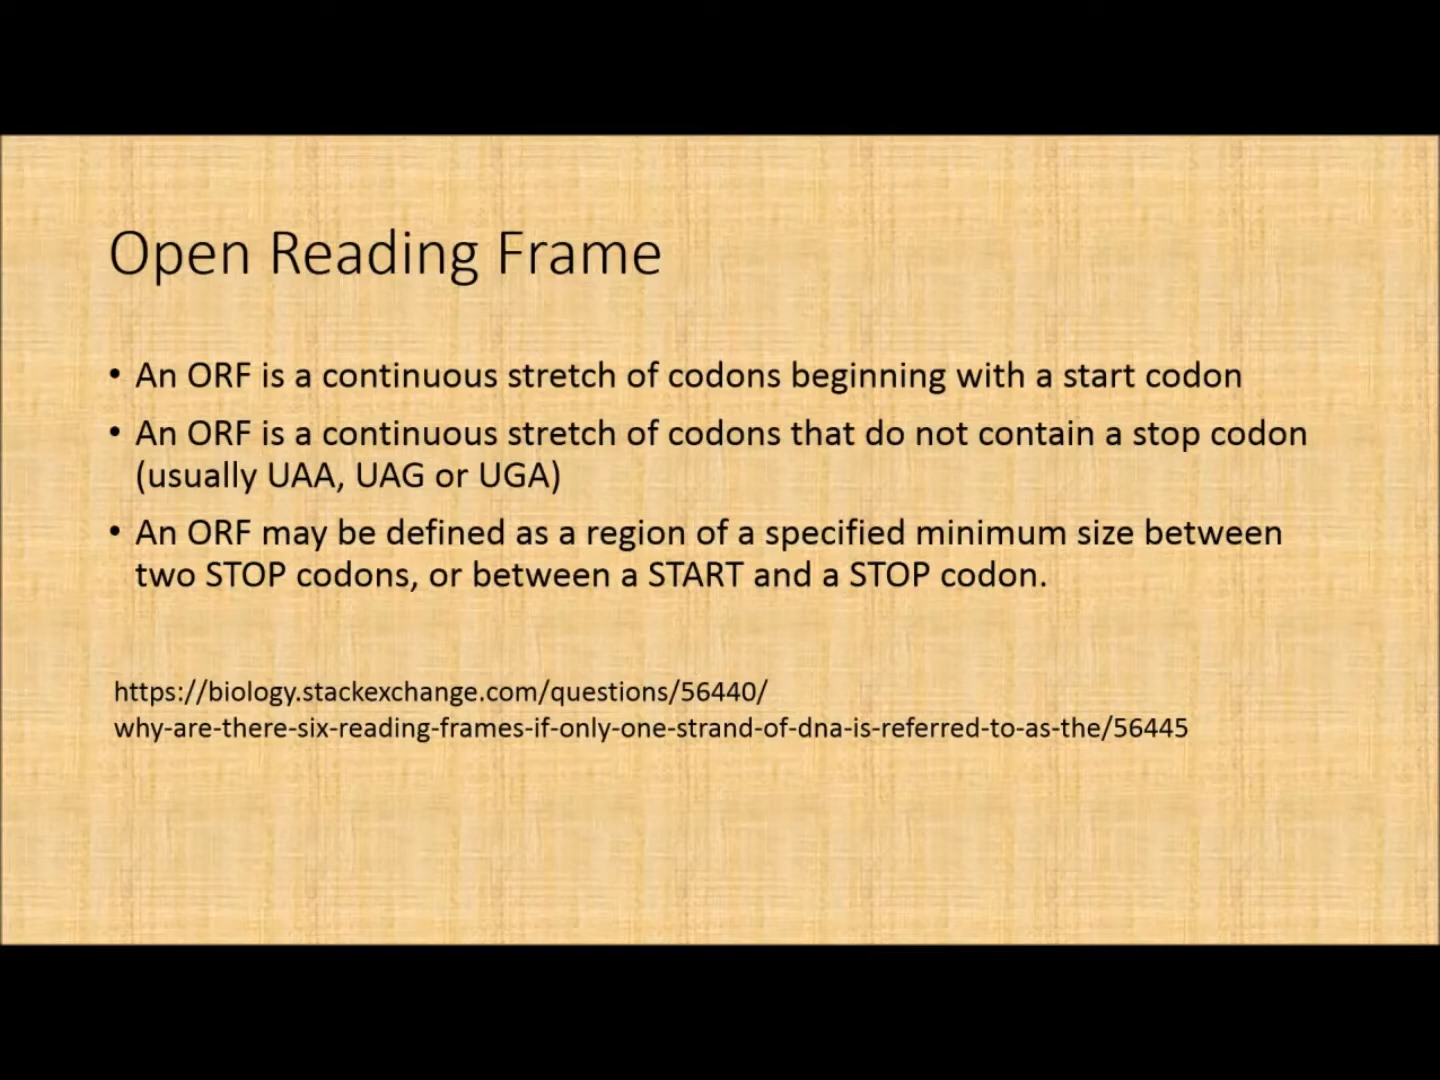 Open Reading Frame
• An ORF is a continuous stretch of codons beginning with a start codon
• An ORF is a continuous stretch of codons that do not contain a stop codon
(usually UAA, UAG or UGA)
• An ORF may be defined as a region of a specified minimum size between
two STOP codons, or between a START and a STOP codon.
https://biology.stackexchange.com/questions/56440/
why-are-there-six-reading-frames-if-only-one-strand-of-dna-is-referred-to-as-the/56445